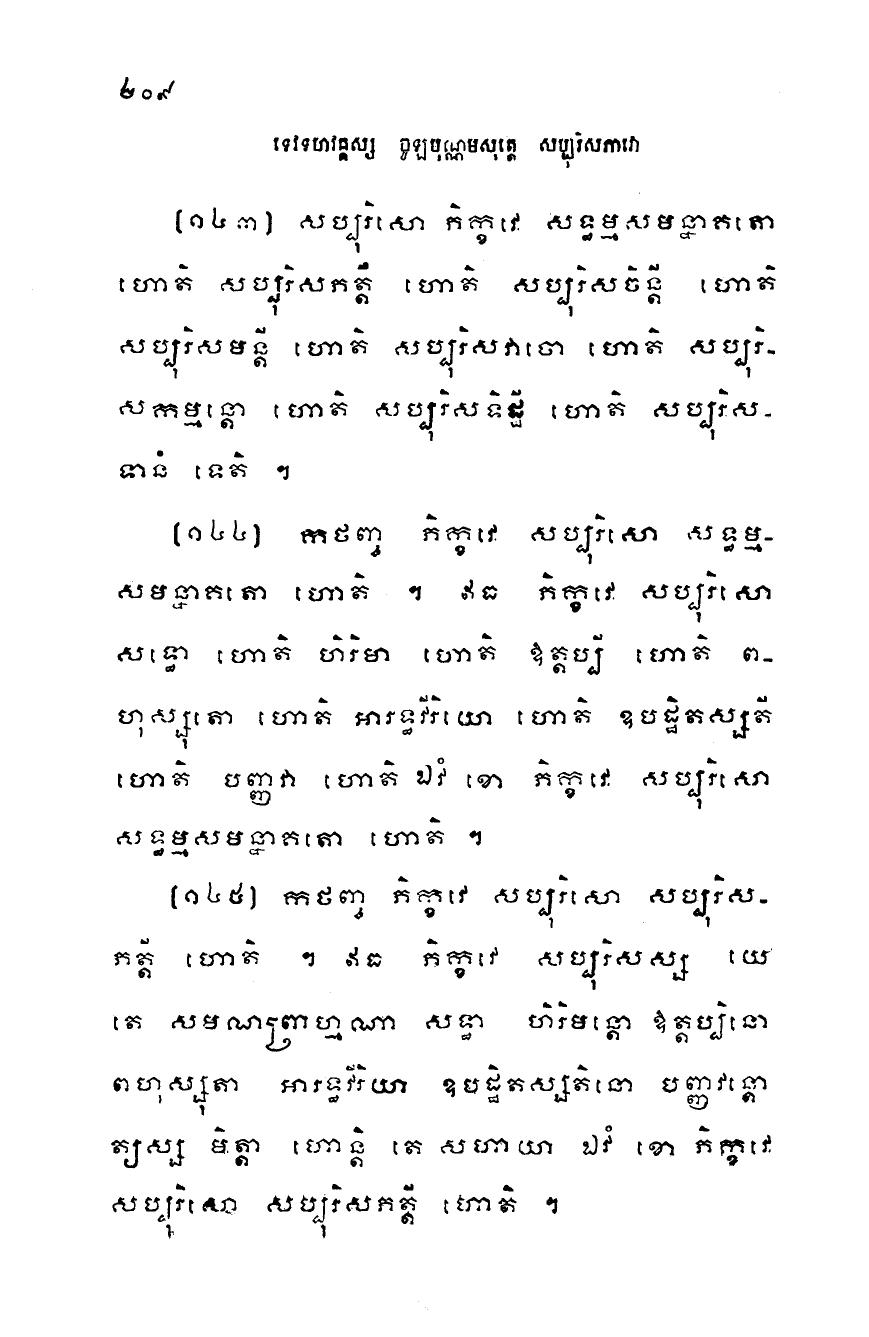 ២០៩
ទេវទហវគ្គស្ស ចូឡបុណ្ណមសុត្តេ សប្បុរិសភាវោ
[១៤៣] សប្បុរិសោ ភិក្ខវេ សទ្ធម្មសមន្នាគតោ
ហោតិ សប្បុរិសភត្តី ហោតិ សប្បុរិសចិន្តី ហោតិ
សប្បុរិសមន្តី ហោតិ សប្បុរិសវាចោ ហោតិ សប្បុរិ-
សកម្មន្តោ ហោតិ សប្បុរិសទិដ្ឋី ហោតិ សប្បុរិស-
ទានំ ទេតិ ។
[១៤៤] កថញ្ច ភិក្ខវេ សប្បុរិសោ សទ្ធម្ម-
សមន្នាគតោ ហោតិ ។ ឥធ ភិក្ខវេ សប្បុរិសោ
សទ្ធោ ហោតិ ហិរិមា ហោតិ ឱត្តប្បី ហោតិ ព-
ហុស្សុតោ ហោតិ អារទ្ធវីរិយោ ហោតិ ឧបដ្ឋិតស្សតី
ហោតិ បញ្ញវា ហោតិ ឯវំ ខោ ភិក្ខវេ សប្បុរិសោ
សទ្ធម្មសមន្នាគតោ ហោតិ ។
[១៤៥] កថញ្ច ភិក្ខវេ សប្បុរិសោ សប្បុរិស-
ភត្តី ហោតិ ។ ឥធ ភិក្ខវេ សប្បុរិសស្ស យេ
តេ សមណព្រាហ្មណា សទ្ធា ហិរិមន្តោ ឱត្តប្បិនោ
ពហុស្សុតា អារទ្ធវីរិយា ឧបដ្ឋិតស្សតិនោ បញ្ញវន្តោ
ត្យស្ស មិត្តា ហោន្តិ តេ សហាយា ឯវំ ខោ ភិក្ខវេ
សប្បុរិសោ សប្បុរិសភត្តី ហោតិ ។